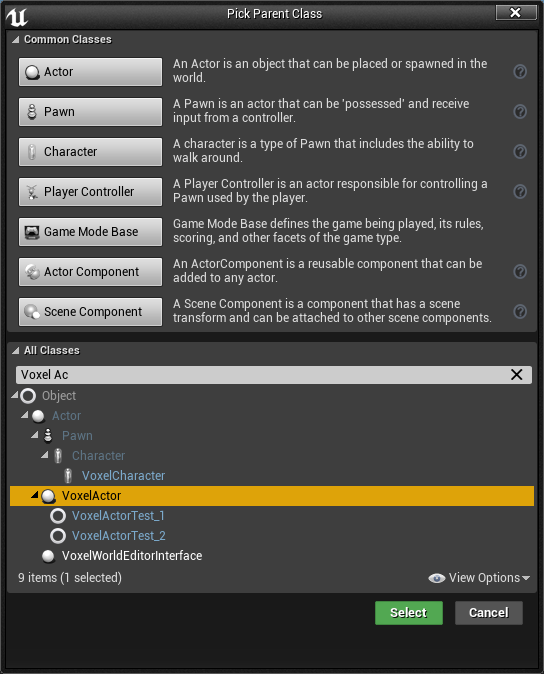 Pick Parent Class
Common Classes
Actor
An Actor is an object that can be placed or spawned in the
world.
Pawn
A Pawn is an actor that can be 'possessed' and receive
input from a controller.
Character
A character is a type of Pawn that includes the ability to
walk around.
Player Controller
A Player Controller is an actor responsible for controlling a
Pawn used by the player.
Game Mode Base
Game Mode Base defines the game being played, its rules,
scoring, and other facets of the game type.
Actor Component
An ActorComponent is a reusable component that can be
added to any actor.
Scene Component
A Scene Component is a component that has a scene
transform and can be attached to other scene components.
All Classes
Voxel Ac
Object
Actor
Pawn
Character
VoxelCharacter
VoxelActor
VoxelActorTest_1
VoxelActorTest_2
VoxelWorldEditorInterface
9 items (1 selected)
View Options
Select
Cancel